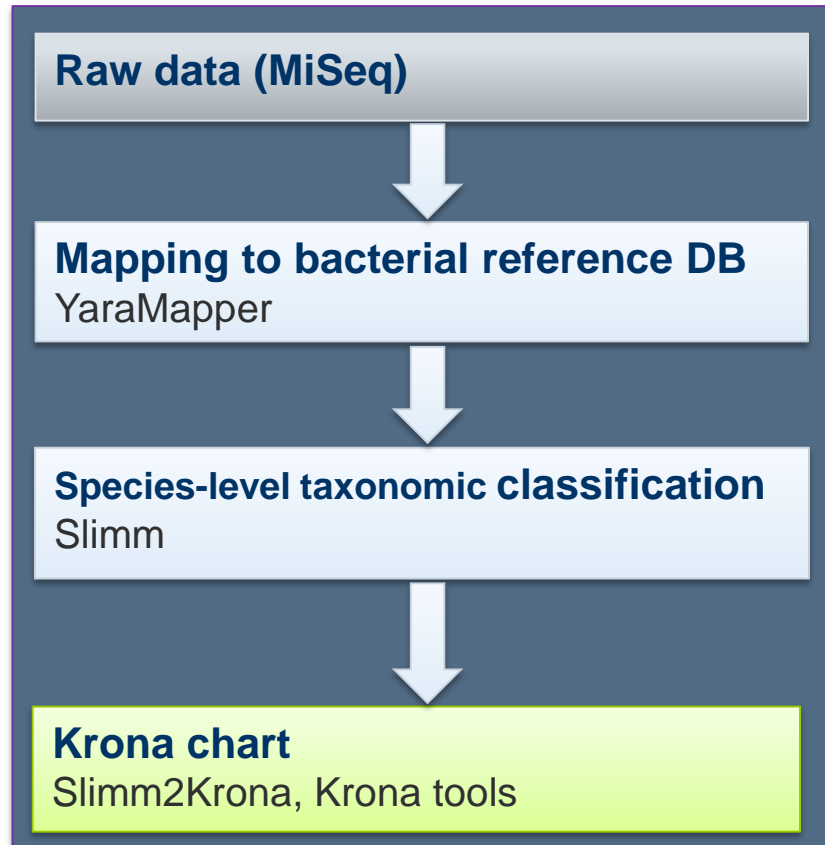 Raw data (MiSeq)
Mapping to bacterial reference DB
YaraMapper
Species-level taxonomic classification
Slimm
Krona chart
Slimm2Krona, Krona tools